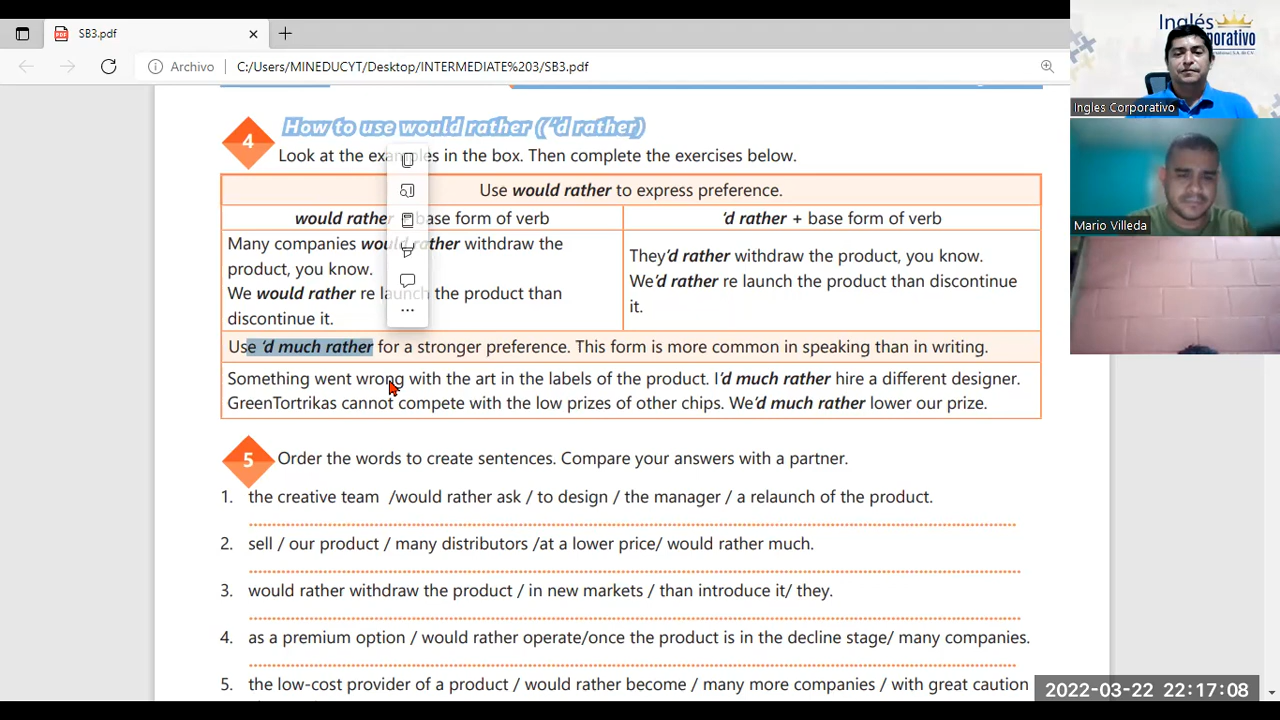 SB3.pdf
Archivo
C:/Users/MINEDUCYT/Desktop/INTERMEDIATE%203/SB3.pdf
Inglés
Corporativo
Ingles Corporativo
Mario Villeda
4
How to use would rather (('d rather)
Look at the examples in the box. Then complete the exercises below.
Use would rather to express preference.
would rather base form of verb
'd rather + base form of verb
Many companies would rather withdraw the
product, you know.
We would rather re launch the product than
discontinue it.
They'd rather withdraw the product, you know.
We'd rather re launch the product than discontinue
it.
Use 'd much rather for a stronger preference. This form is more common in speaking than in writing.
Something went wrong with the art in the labels of the product. I'd much rather hire a different designer.
GreenTortrikas cannot compete with the low prizes of other chips. We'd much rather lower our prize.
5
Order the words to create sentences. Compare your answers with a partner.
1. the creative team /would rather ask / to design / the manager / a relaunch of the product.
2. sell / our product / many distributors /at a lower price/ would rather much.
3. would rather withdraw the product / in new markets / than introduce it/ they.
4. as a premium option / would rather operate/once the product is in the decline stage/ many companies.
5. the low-cost provider of a product / would rather become / many more companies / with great caution
2022-03-22 22:17:08